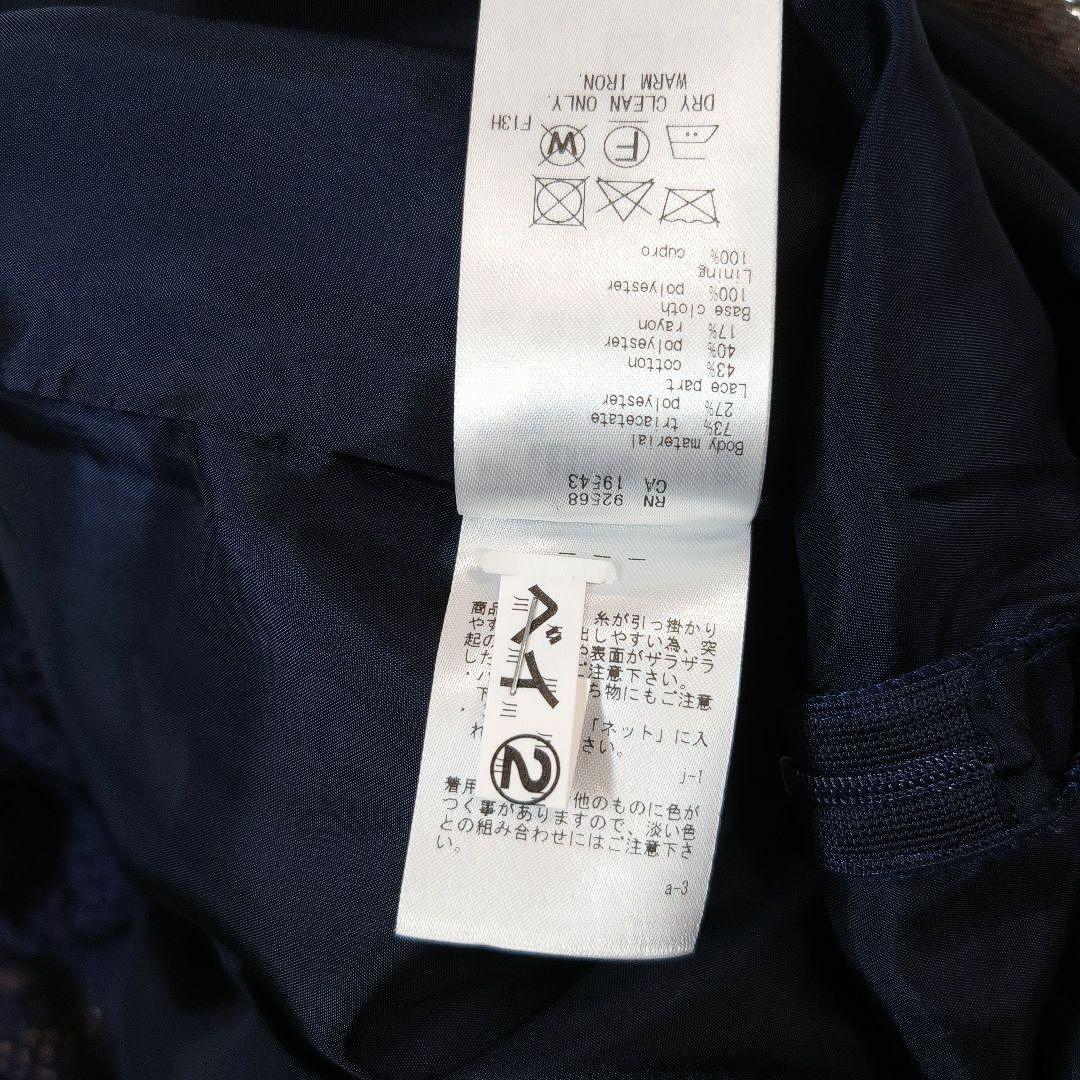 RN 92568
CA 19543
Body material
73% triacetate
27% polyester
Lace part
43% cotton
40% polyester
17% rayon
Base cloth
100% polyester
Lining
100% cupro
F
W
F13H
DRY CLEAN ONLY.
WARM IRON.
商品 糸が引っ掛かり
やす 出しやすい為、突
起の や表面がザラザラ
した ご注意下さい。
ち物にもご注意
下
「ネット」に入
れ さい。
j-1
着用 他のものに色が
つく事がありますので、淡い色
との組み合わせにはご注意下さ
い。
a-3
②